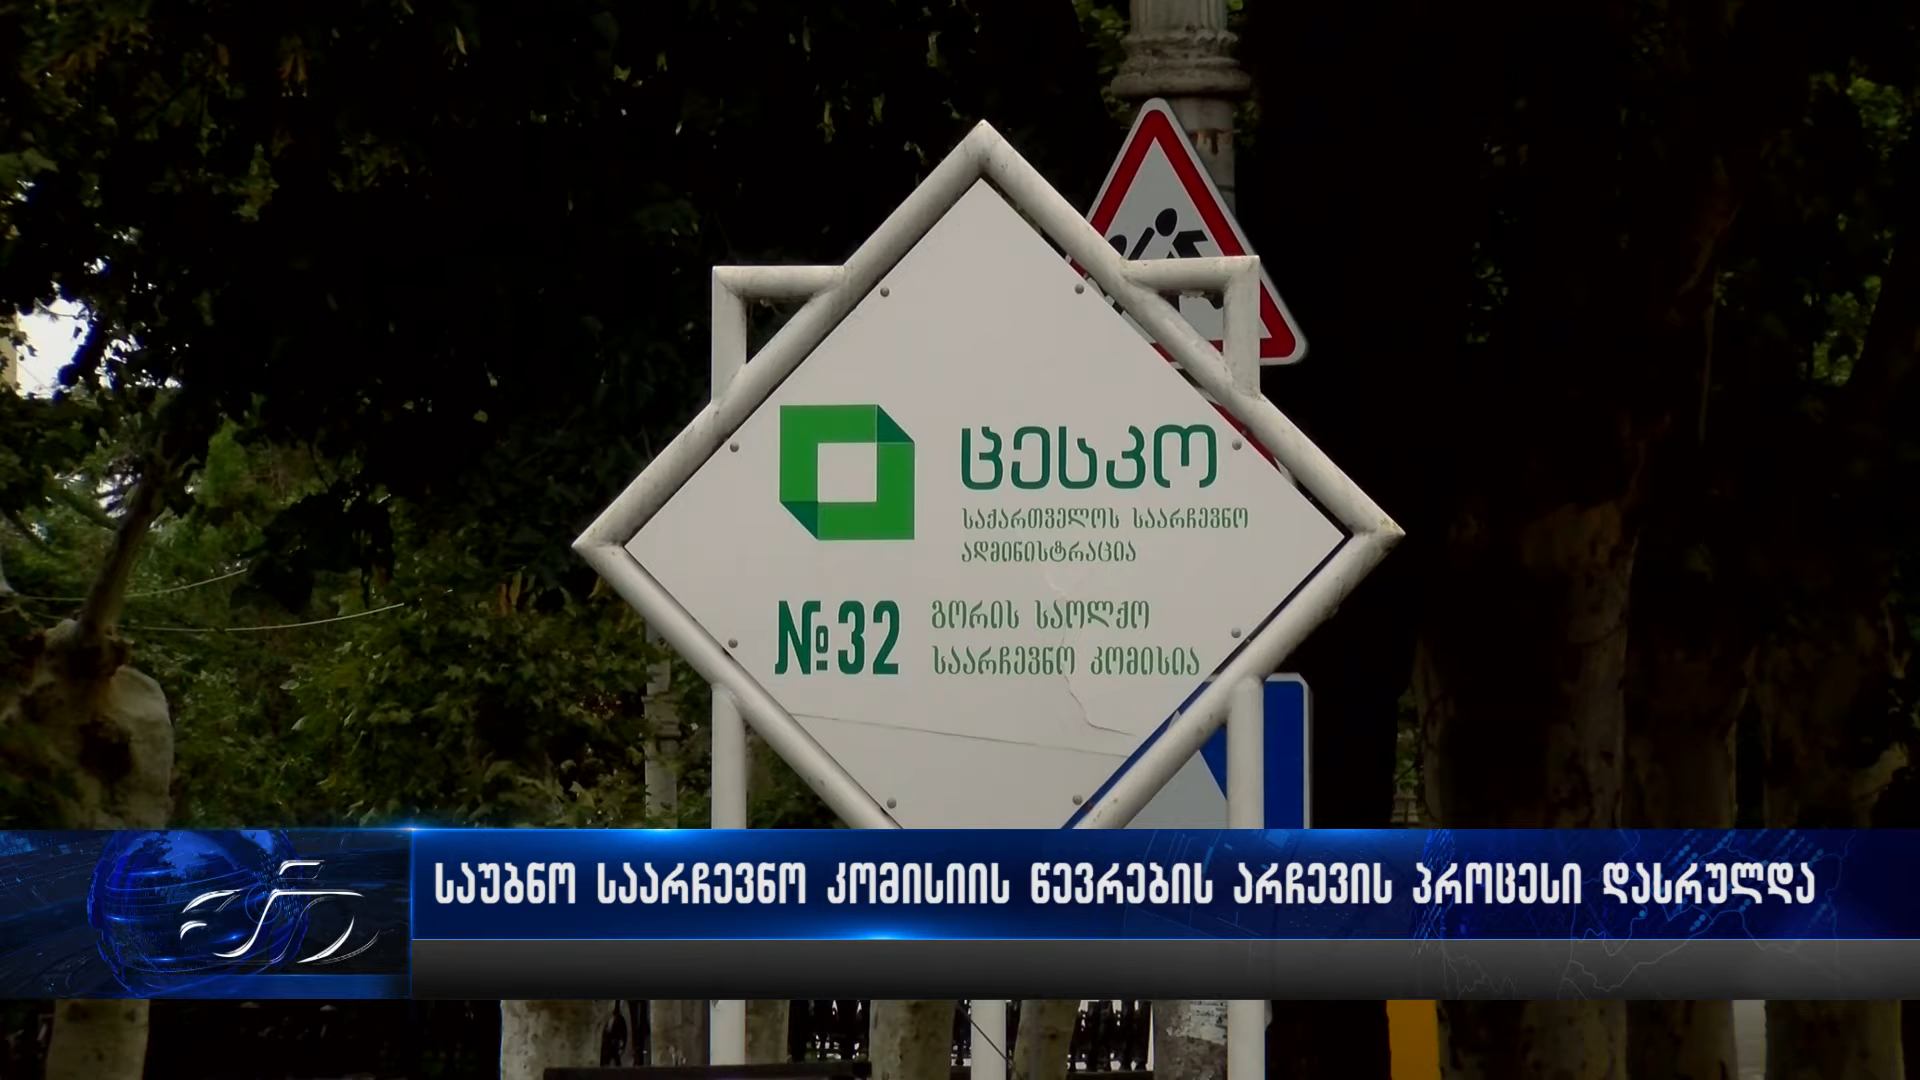 ცესკო
საქართველოს საარჩევნო
ადმინისტრაცია
№32
გორის საოლქო
საარჩევნო კომისია
საუბნო საარჩევნო კომისიის წევრების არჩევის პროცესი დასრულდა